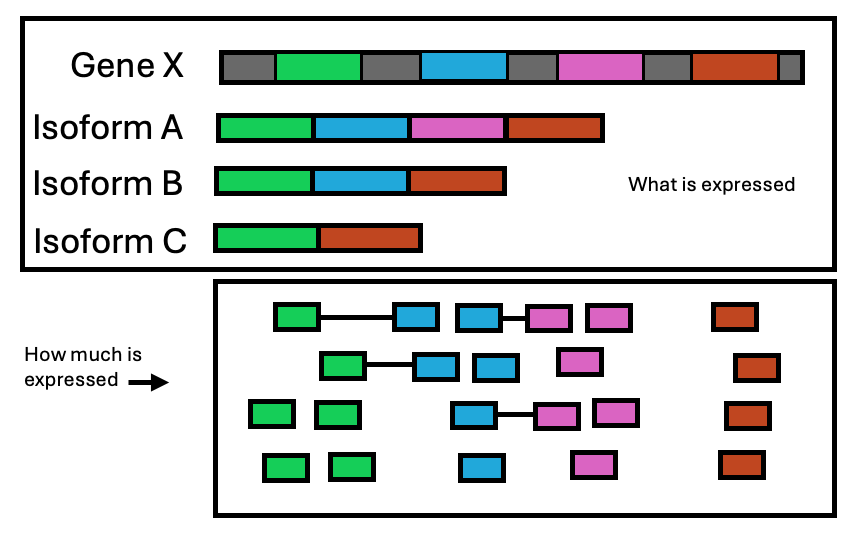 Gene X
Isoform A
Isoform B
What is expressed
Isoform C
How much is
expressed